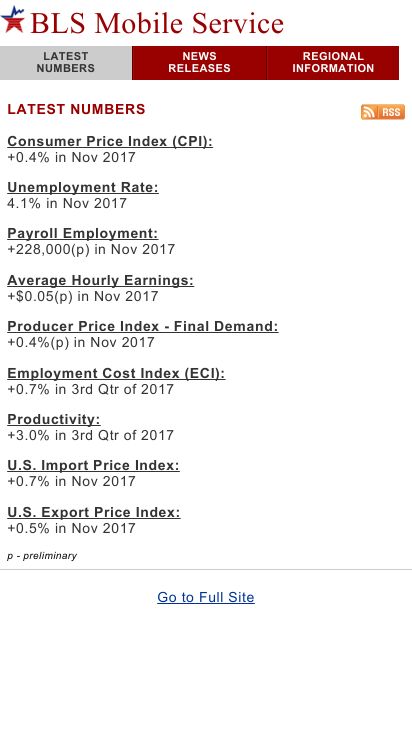 BLS Mobile Service
LATEST
NUMBERS
NEWS
RELEASES
REGIONAL
INFORMATION
LATEST NUMBERS
RSS
Consumer Price Index (CPI):
+0.4% in Nov 2017
Unemployment Rate:
4.1% in Nov 2017
Payroll Employment:
+228,000(p) in Nov 2017
Average Hourly Earnings:
+$0.05(p) in Nov 2017
Producer Price Index - Final Demand:
+0.4%(p) in Nov 2017
Employment Cost Index (ECI):
+0.7% in 3rd Qtr of 2017
Productivity:
+3.0% in 3rd Qtr of 2017
U.S. Import Price Index:
+0.7% in Nov 2017
U.S. Export Price Index:
+0.5% in Nov 2017
p - preliminary
Go to Full Site